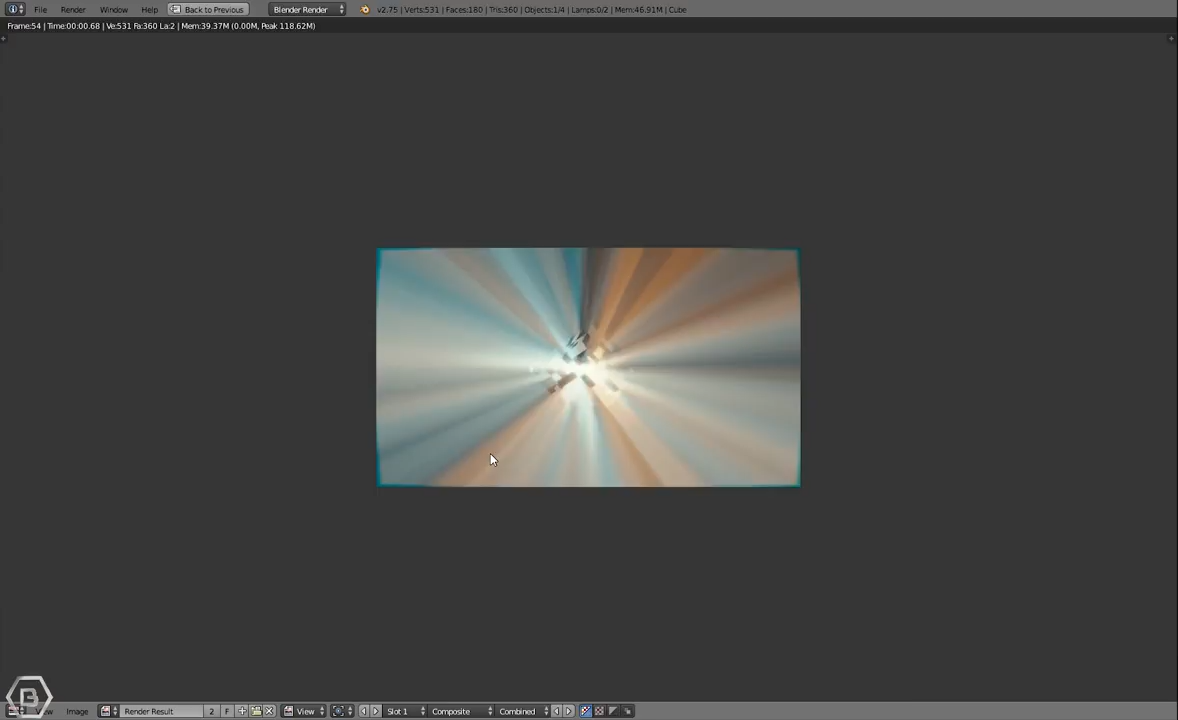 File Render Window Help Back to Previous Blender Render v2.75 | Verts:531 | Faces:180 | Tris:360 | Objects:1/4 | Lamps:0/2 | Mem:46.91M | Cube
Frame:54 | Time:00:00.68 | Ve:531 Fa:360 La:2 | Mem:39.37M (0.00M, Peak 118.62M)
Image Render Result 2 F View Slot 1 Composite Combined